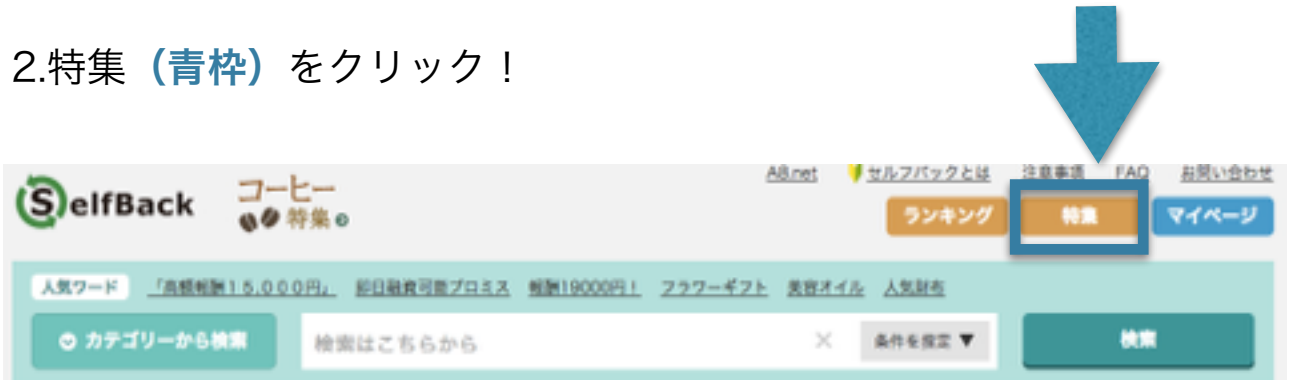 2.特集（青枠）をクリック！
A8.net セルフバックとは 注意事項 FAQ お問い合わせ
SelfBack コーヒー特集
ランキング 特集 マイページ
人気ワード 「高額報酬15,000円」 即日融資可能プロミス 報酬19000円！ フラワーギフト 美容オイル 人気財布
カテゴリーから検索 検索はこちらから × 条件を指定 ▼ 検索